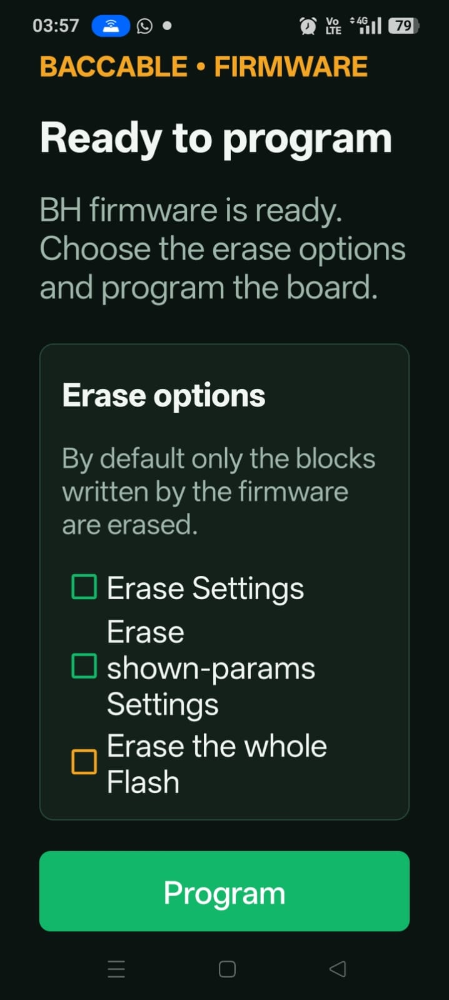 03:57 Vo LTE 4G 79
BACCABLE • FIRMWARE
Ready to program
BH firmware is ready.
Choose the erase options
and program the board.
Erase options
By default only the blocks
written by the firmware
are erased.
Erase Settings
Erase
shown-params
Settings
Erase the whole
Flash
Program